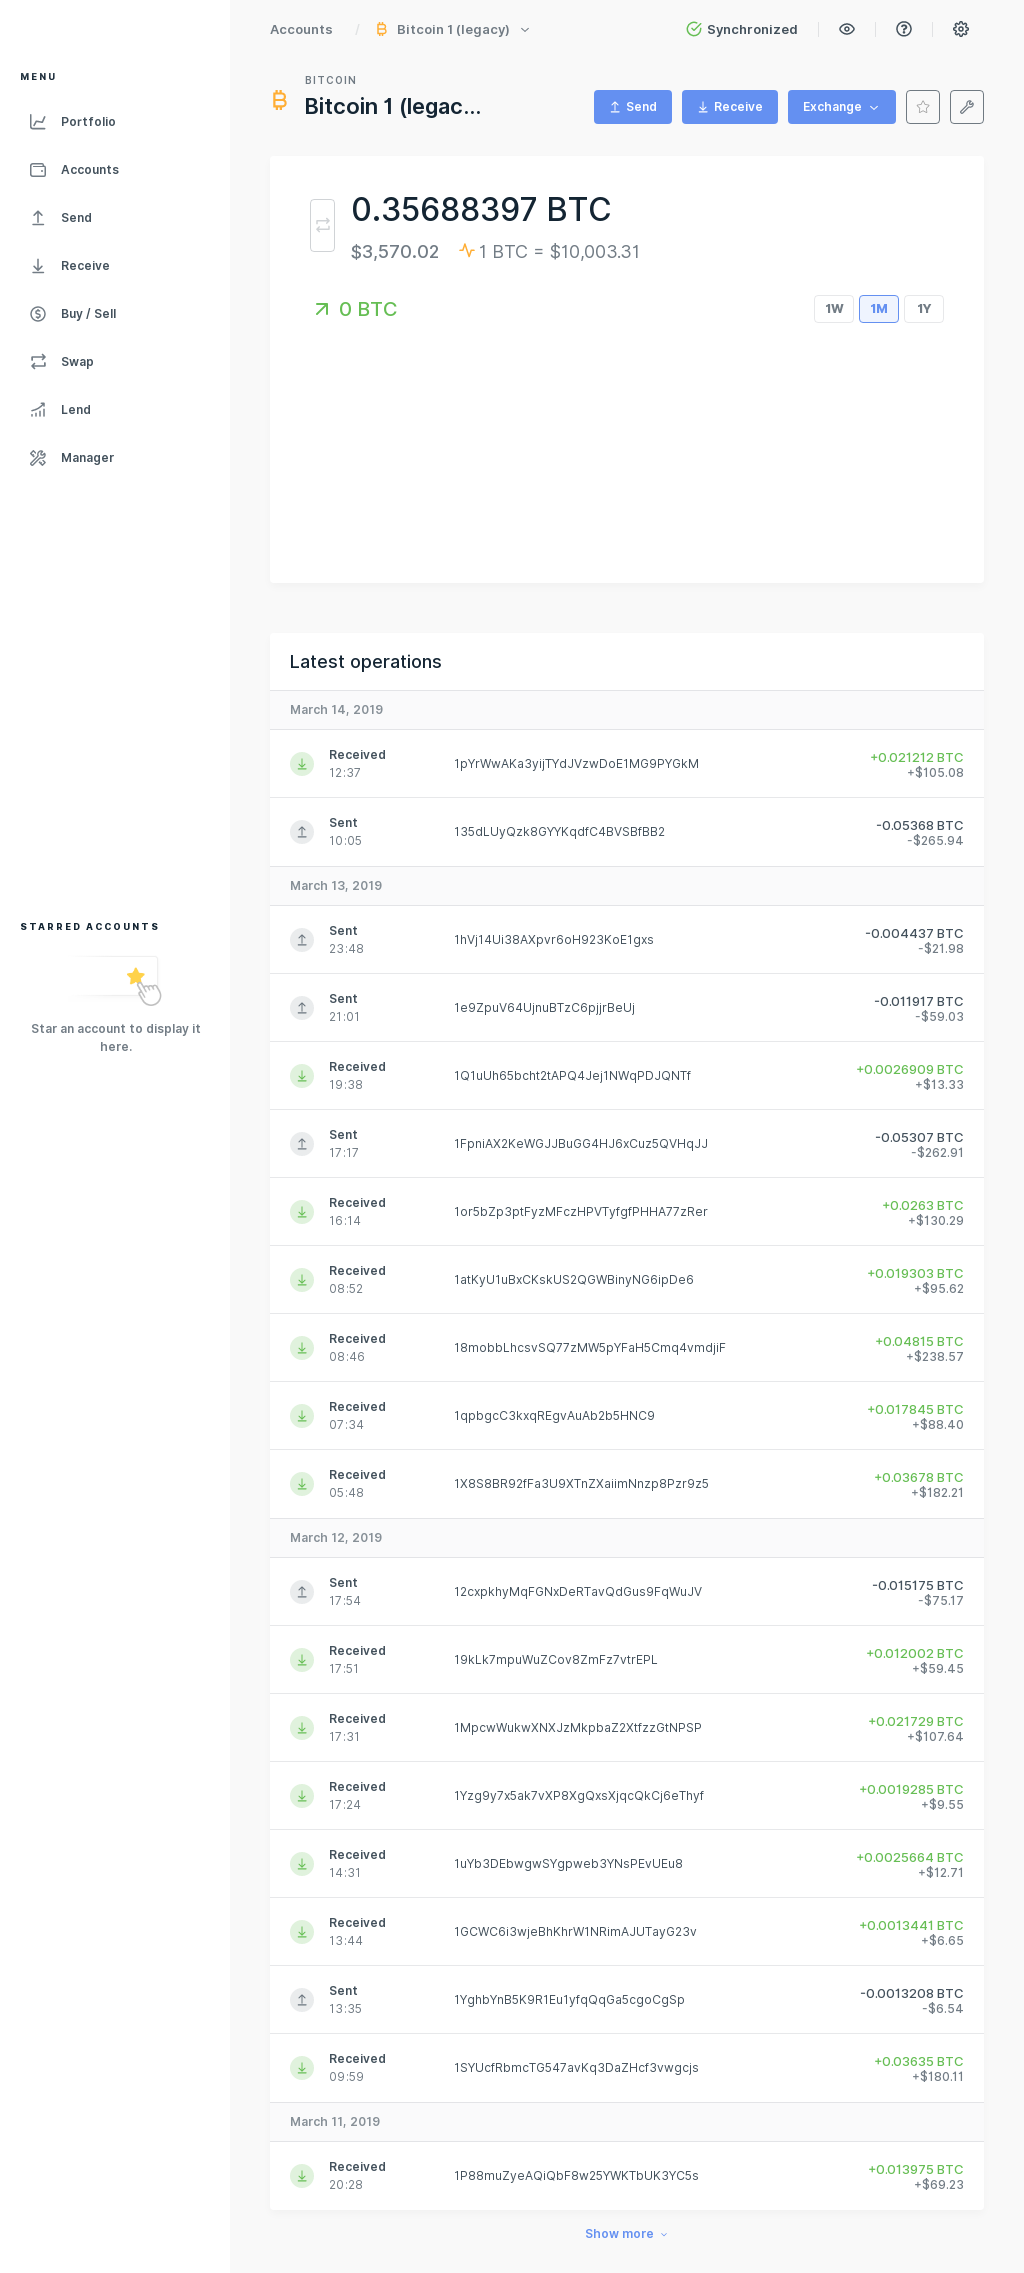 Accounts / Bitcoin 1 (legacy) Synchronized
MENU
Portfolio
Accounts
Send
Receive
Buy / Sell
Swap
Lend
Manager
STARRED ACCOUNTS
Star an account to display it
here.
BITCOIN
Bitcoin 1 (legac...
Send Receive Exchange
0.35688397 BTC
$3,570.02 1 BTC = $10,003.31
0 BTC 1W 1M 1Y
Latest operations
March 14, 2019
Received
12:37
1pYrWwAKa3yijTYdJVzwDoE1MG9PYGkM
+0.021212 BTC
+$105.08
Sent
10:05
135dLUyQzk8GYYKqdfC4BVSBfBB2
-0.05368 BTC
-$265.94
March 13, 2019
Sent
23:48
1hVj14Ui38AXpvr6oH923KoE1gxs
-0.004437 BTC
-$21.98
Sent
21:01
1e9ZpuV64UjnuBTzC6pjjrBeUj
-0.011917 BTC
-$59.03
Received
19:38
1Q1uUh65bcht2tAPQ4Jej1NWqPDJQNTf
+0.0026909 BTC
+$13.33
Sent
17:17
1FpniAX2KeWGJJBuGG4HJ6xCuz5QVHqJJ
-0.05307 BTC
-$262.91
Received
16:14
1or5bZp3ptFyzMFczHPVTyfgfPHHA77zRer
+0.0263 BTC
+$130.29
Received
08:52
1atKyU1uBxCKskUS2QGWBinyNG6ipDe6
+0.019303 BTC
+$95.62
Received
08:46
18mobbLhcsvSQ77zMW5pYFaH5Cmq4vmdjiF
+0.04815 BTC
+$238.57
Received
07:34
1qpbgcC3kxqREgvAuAb2b5HNC9
+0.017845 BTC
+$88.40
Received
05:48
1X8S8BR92fFa3U9XTnZXaiimNnzp8Pzr9z5
+0.03678 BTC
+$182.21
March 12, 2019
Sent
17:54
12cxpkhyMqFGNxDeRTavQdGus9FqWuJV
-0.015175 BTC
-$75.17
Received
17:51
19kLk7mpuWuZCov8ZmFz7vtrEPL
+0.012002 BTC
+$59.45
Received
17:31
1MpcwWukwXNXJzMkpbaZ2XtfzzGtNPSP
+0.021729 BTC
+$107.64
Received
17:24
1Yzg9y7x5ak7vXP8XgQxsXjqcQkCj6eThyf
+0.0019285 BTC
+$9.55
Received
14:31
1uYb3DEbwgwSYgpweb3YNsPEvUEu8
+0.0025664 BTC
+$12.71
Received
13:44
1GCWC6i3wjeBhKhrW1NRimAJUTayG23v
+0.0013441 BTC
+$6.65
Sent
13:35
1YghbYnB5K9R1Eu1yfqQqGa5cgoCgSp
-0.0013208 BTC
-$6.54
Received
09:59
1SYUcfRbmcTG547avKq3DaZHcf3vwgcjs
+0.03635 BTC
+$180.11
March 11, 2019
Received
20:28
1P88muZyeAQiQbF8w25YWKTbUK3YC5s
+0.013975 BTC
+$69.23
Show more